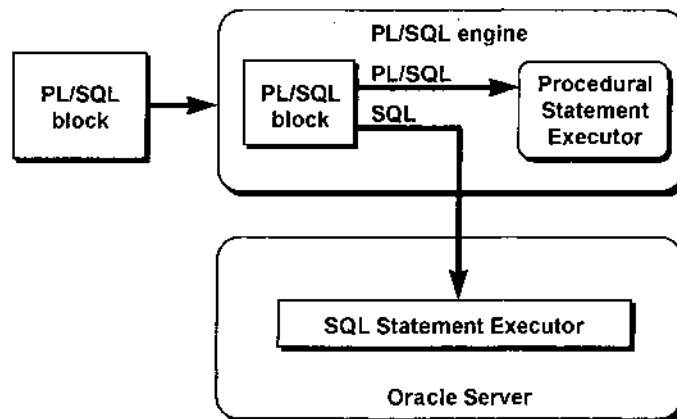 PL/SQL engine
PL/SQL
block
PL/SQL
block
PL/SQL
SQL
Procedural
Statement
Executor
SQL Statement Executor
Oracle Server